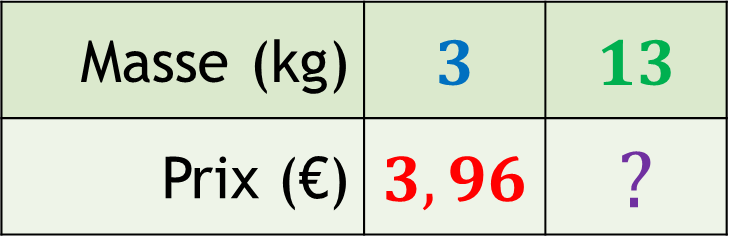 Masse (kg) 3 13
Prix (€) 3,96 ?